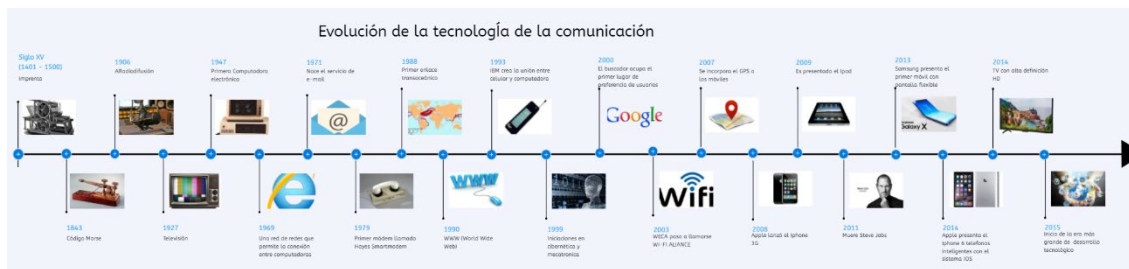 Evolución de la tecnología de la comunicación
Siglo XV
(1401 - 1500)
Imprenta
1843
Código Morse
1906
1927
Televisión
1947
Primera Computadora
electrónica
1969
Una red de redes que
permite la conexión
entre computadoras
1971
Nace el servicio de
e-mail
@
1979
Primer módem llamado
Hayes Smartmodem
1988
Primer enlace
transoceánico
1990
WWW (World Wide
Web)
WWW
1993
IBM crea la unión entre
celular y computadora
1999
Iniciaciones en
cibernética y
mecatronica
2000
El buscador ocupa el
primer lugar de
preferencia de usuarios
Google
2003
WECA pasa a llamarse
WI-FI ALIANCE
Wifi
2007
Se incorpora el GPS a
los móviles
2008
Apple lanzó el Iphone
3G
2009
Es presentado el Ipad
2011
Muere Steve Jobs
2013
Samsung presenta el
primer móvil con
pantalla flexible
SAMSUNG
Galaxy X
2014
Apple presenta el
Iphone 6 telefonos
inteligentes con el
sistema IOS
2014
TV con alta definición
HD
2015
Inicio de la era más
grande de desarrollo
tecnológico